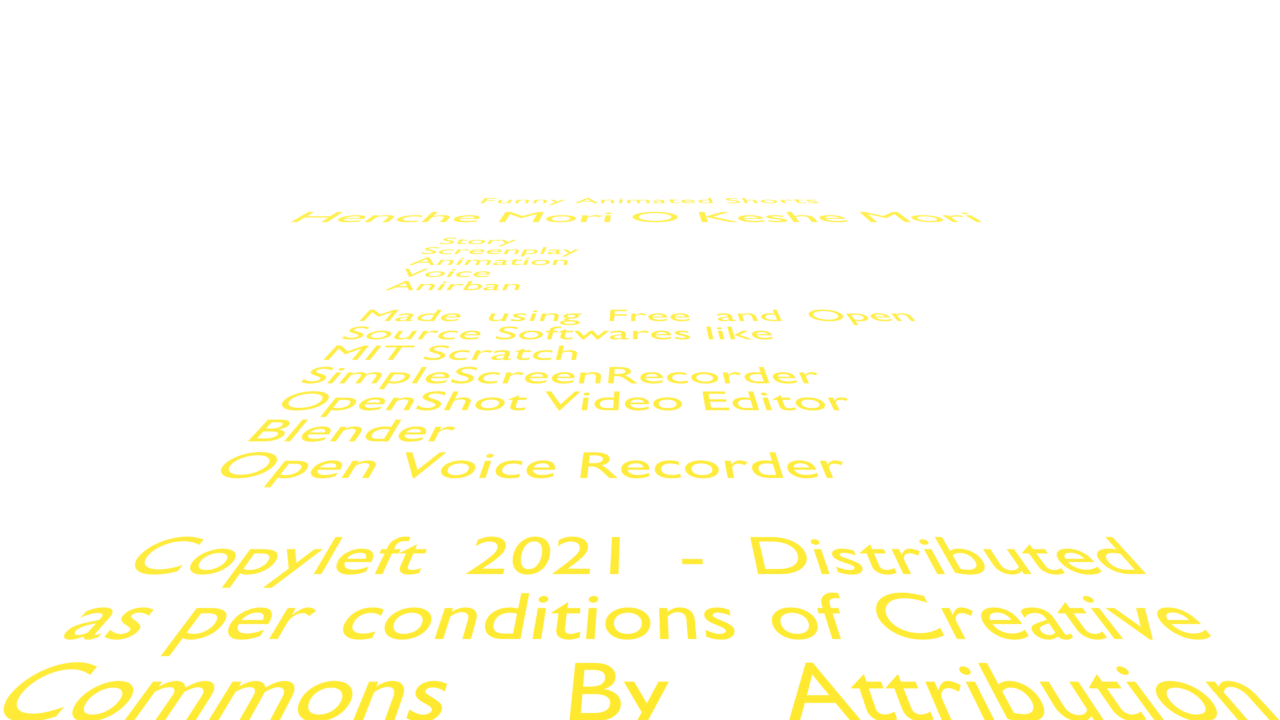 Funny Animated Shorts
Henche Mori O Keshe Mori
Story
Screenplay
Animation
Voice
Anirban
Made using Free and Open
Source Softwares like
MIT Scratch
SimpleScreenRecorder
OpenShot Video Editor
Blender
Open Voice Recorder
Copyleft 2021 - Distributed
as per conditions of Creative
Commons By Attribution